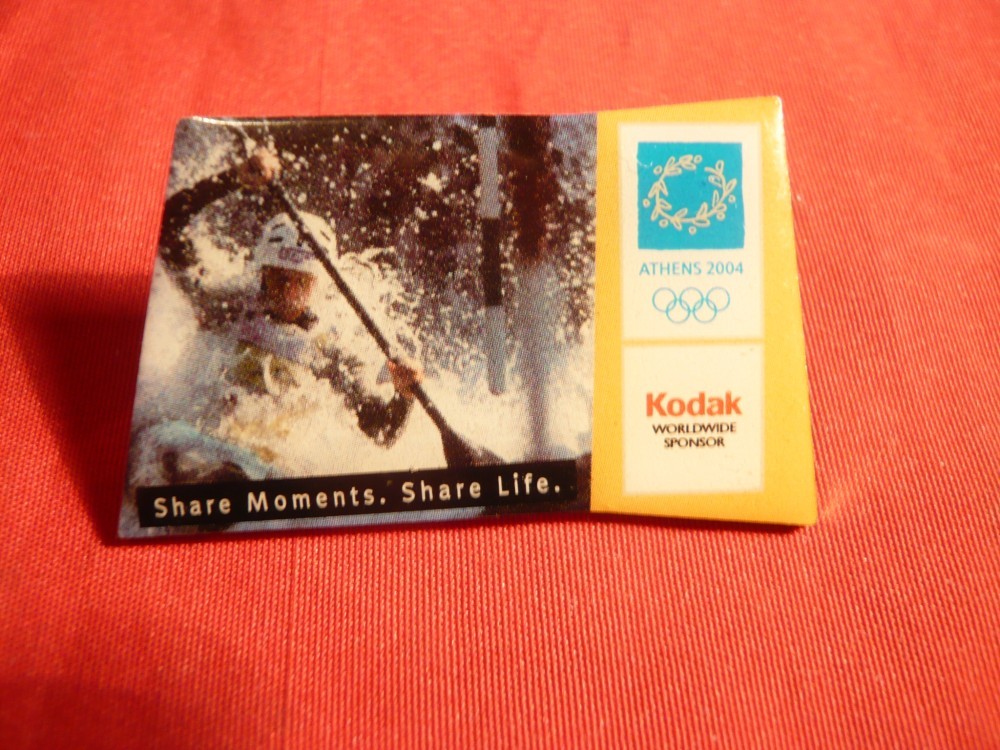 Share Moments. Share Life.
ATHENS 2004
Kodak
WORLDWIDE
SPONSOR